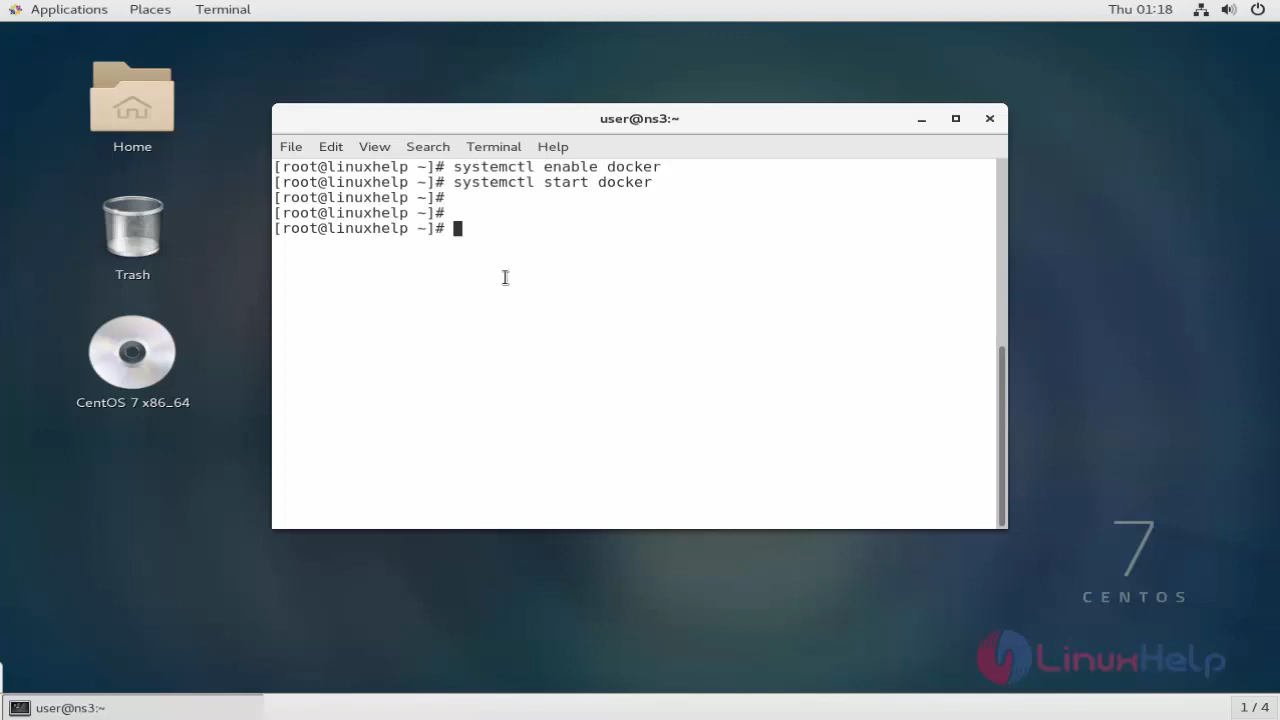 Applications Places Terminal Thu 01:18
Home
Trash
CentOS 7 x86_64
user@ns3:~
File Edit View Search Terminal Help
[root@linuxhelp ~]# systemctl enable docker
[root@linuxhelp ~]# systemctl start docker
[root@linuxhelp ~]#
[root@linuxhelp ~]#
[root@linuxhelp ~]#
7
CENTOS
LinuxHelp
user@ns3:~ 1 / 4